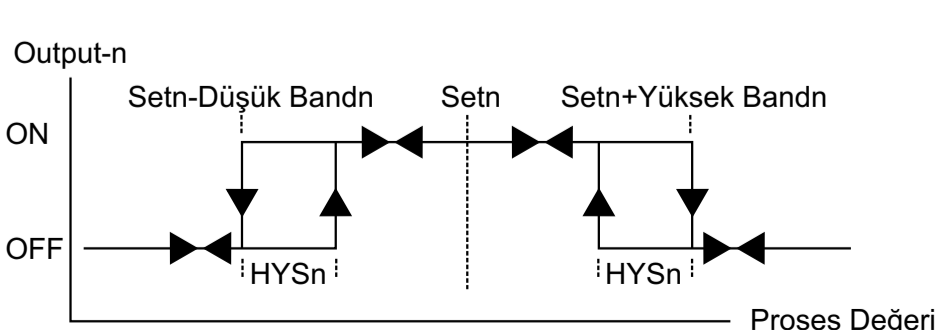 Output-n
Setn-Düşük Bandn Setn Setn+Yüksek Bandn
ON
OFF
HYSn HYSn
Proses Değeri